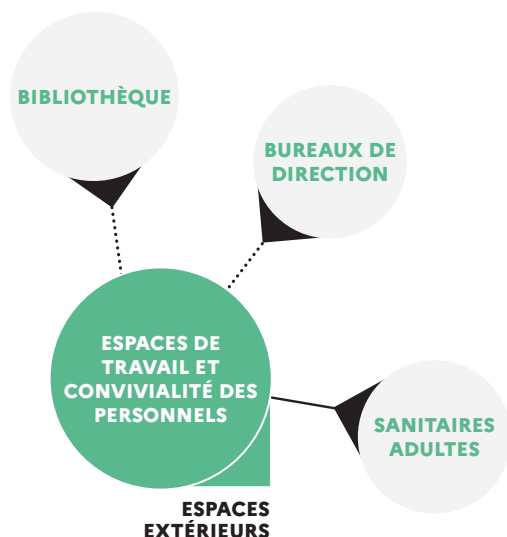 BIBLIOTHÈQUE
BUREAUX DE
DIRECTION
ESPACES DE
TRAVAIL ET
CONVIVIALITÉ DES
PERSONNELS
SANITAIRES
ADULTES
ESPACES
EXTÉRIEURS